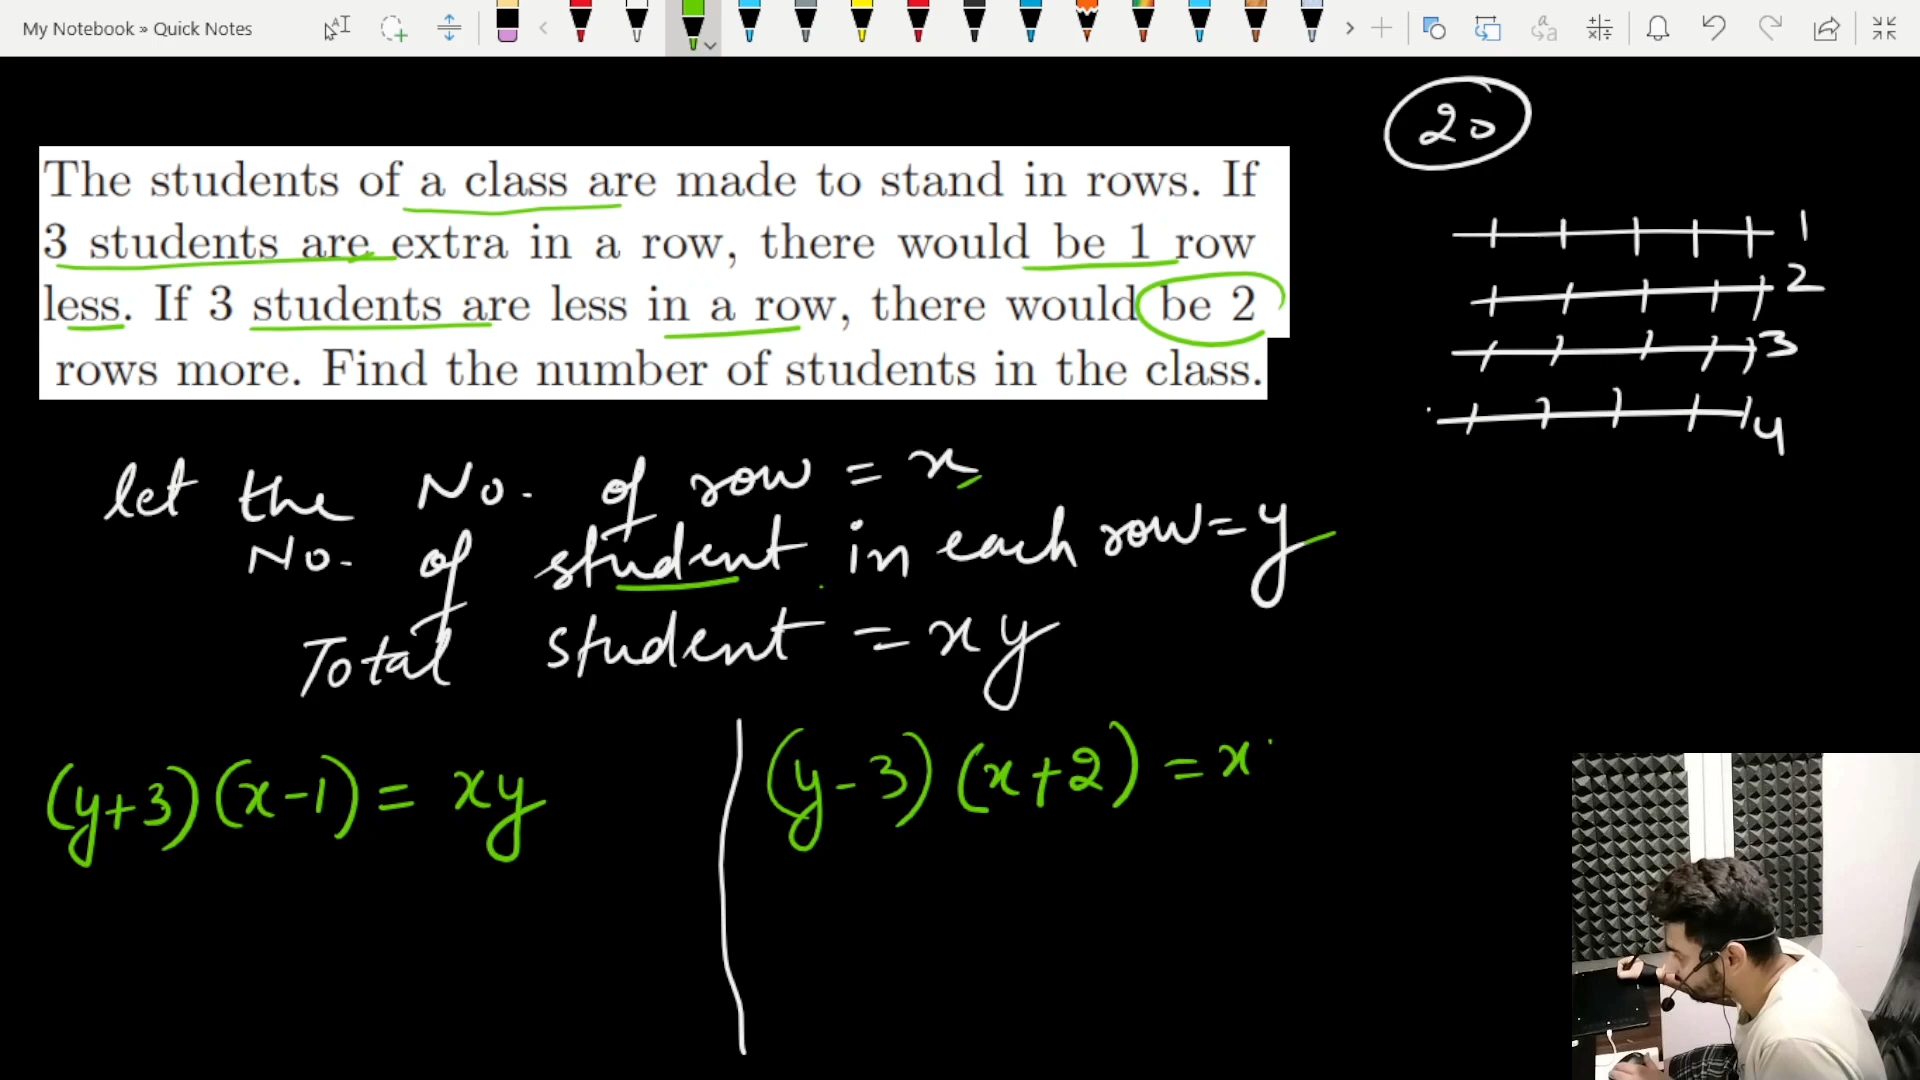 My Notebook » Quick Notes
20
The students of a class are made to stand in rows. If
3 students are extra in a row, there would be 1 row
less. If 3 students are less in a row, there would be 2
rows more. Find the number of students in the class.
1
2
3
4
let the No. of row = x
No. of student in each row = y
Total student = xy
(y+3)(x-1) = xy
(y-3)(x+2) = x